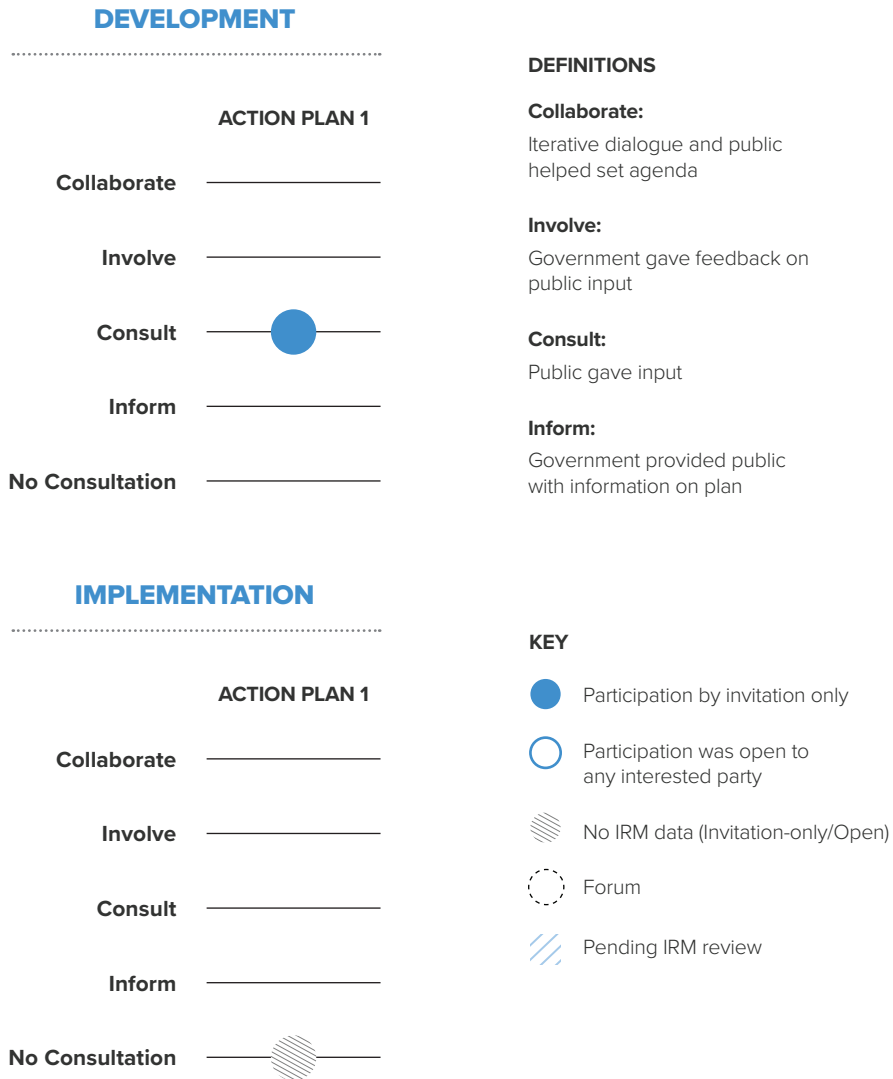 DEVELOPMENT
ACTION PLAN 1
Collaborate
Involve
Consult
Inform
No Consultation
DEFINITIONS
Collaborate:
Iterative dialogue and public
helped set agenda
Involve:
Government gave feedback on
public input
Consult:
Public gave input
Inform:
Government provided public
with information on plan
IMPLEMENTATION
ACTION PLAN 1
Collaborate
Involve
Consult
Inform
No Consultation
KEY
Participation by invitation only
Participation was open to
any interested party
No IRM data (Invitation-only/Open)
Forum
Pending IRM review